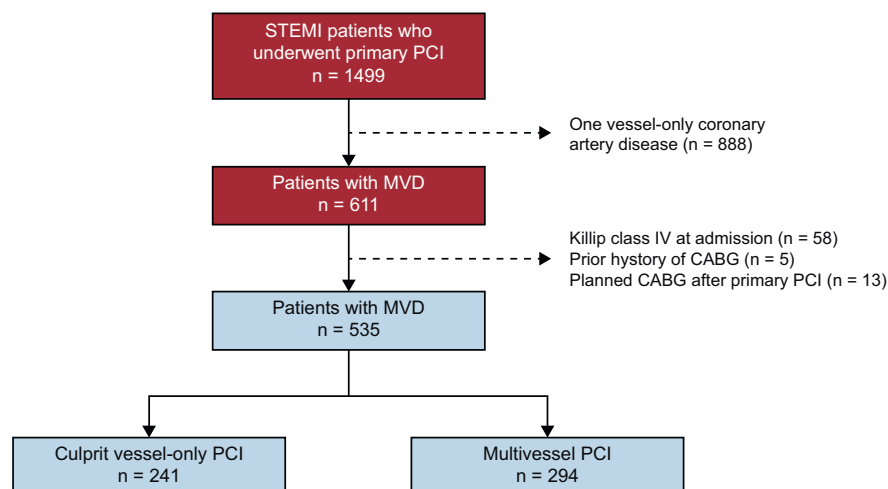 STEMI patients who
underwent primary PCI
n = 1499
One vessel-only coronary
artery disease (n = 888)
Patients with MVD
n = 611
Killip class IV at admission (n = 58)
Prior hystory of CABG (n = 5)
Planned CABG after primary PCI (n = 13)
Patients with MVD
n = 535
Culprit vessel-only PCI
n = 241
Multivessel PCI
n = 294